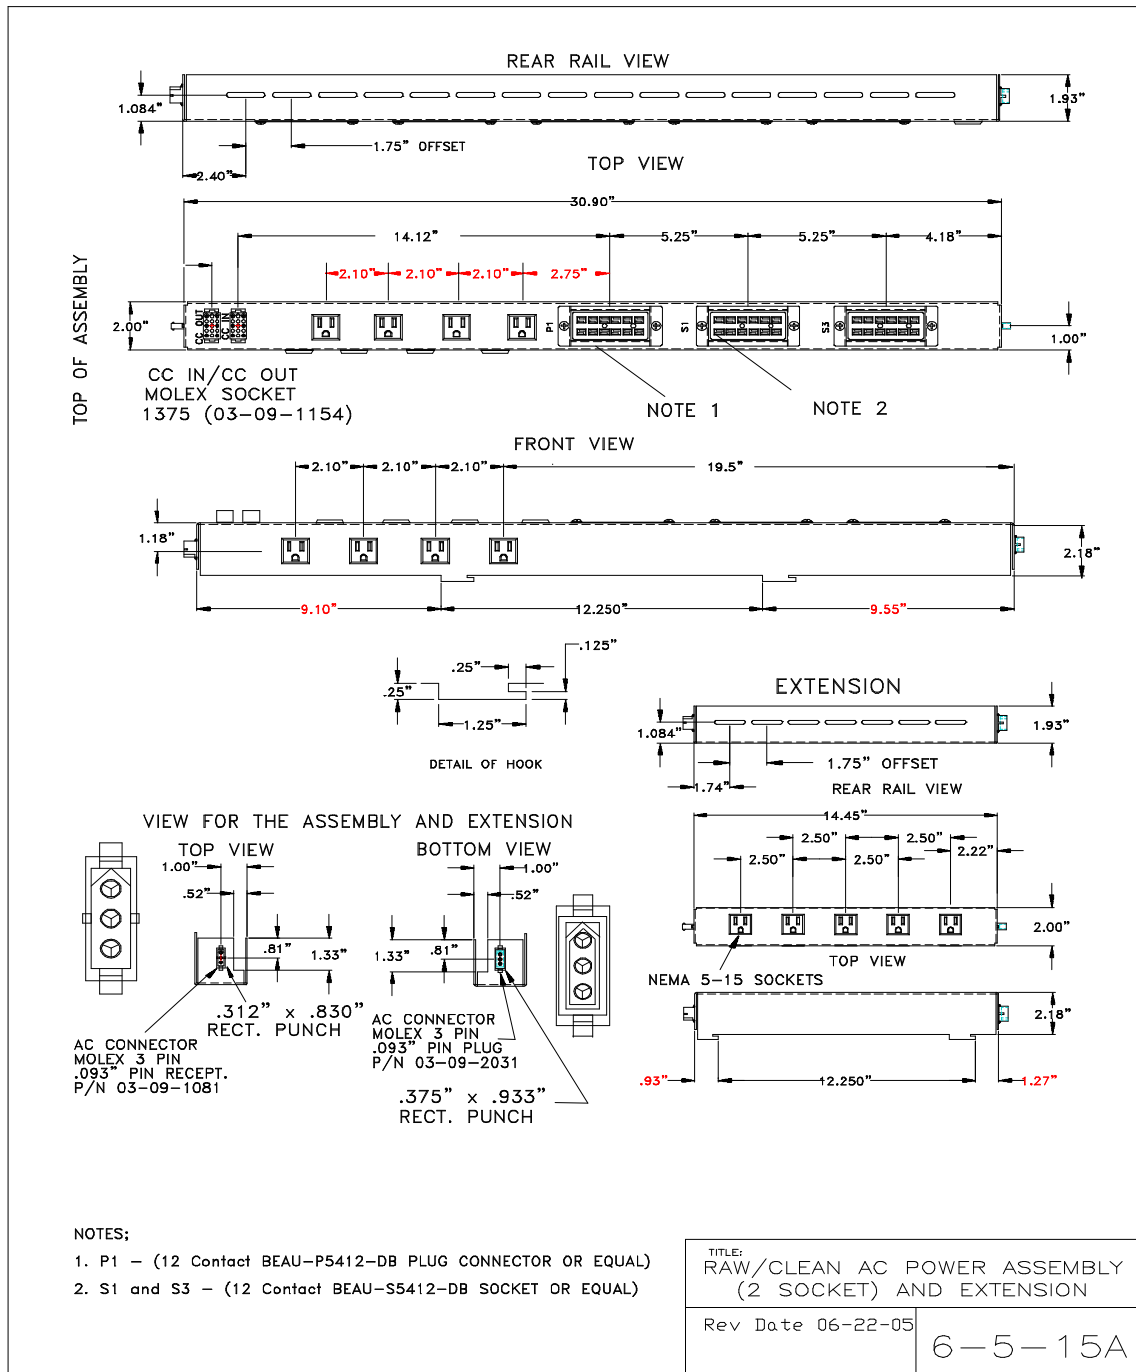 REAR RAIL VIEW
1.084"
1.93"
1.75" OFFSET
2.40"
TOP VIEW
30.90"
14.12"
5.25"
5.25"
4.18"
2.10"
2.10"
2.10"
2.75"
TOP OF ASSEMBLY
2.00"
CC OUT
CC IN
P1
S1
S3
1.00"
CC IN/CC OUT
MOLEX SOCKET
1375 (03-09-1154)
NOTE 1
NOTE 2
FRONT VIEW
2.10"
2.10"
2.10"
19.5"
1.18"
2.18"
9.10"
12.250"
9.55"
.125"
.25"
.25"
1.25"
DETAIL OF HOOK
EXTENSION
1.084"
1.93"
1.75" OFFSET
1.74"
REAR RAIL VIEW
14.45"
2.50"
2.50"
2.50"
2.50"
2.22"
2.00"
TOP VIEW
NEMA 5-15 SOCKETS
2.18"
.93"
12.250"
1.27"
VIEW FOR THE ASSEMBLY AND EXTENSION
TOP VIEW
1.00"
.52"
.81"
1.33"
.312" x .830"
RECT. PUNCH
AC CONNECTOR
MOLEX 3 PIN
.093" PIN RECEPT.
P/N 03-09-1081
BOTTOM VIEW
1.00"
.52"
1.33"
.81"
AC CONNECTOR
MOLEX 3 PIN
.093" PIN PLUG
P/N 03-09-2031
.375" x .933"
RECT. PUNCH
NOTES;
1. P1 - (12 Contact BEAU-P5412-DB PLUG CONNECTOR OR EQUAL)
2. S1 and S3 - (12 Contact BEAU-S5412-DB SOCKET OR EQUAL)
TITLE:
RAW/CLEAN AC POWER ASSEMBLY
(2 SOCKET) AND EXTENSION
Rev Date 06-22-05
6-5-15A